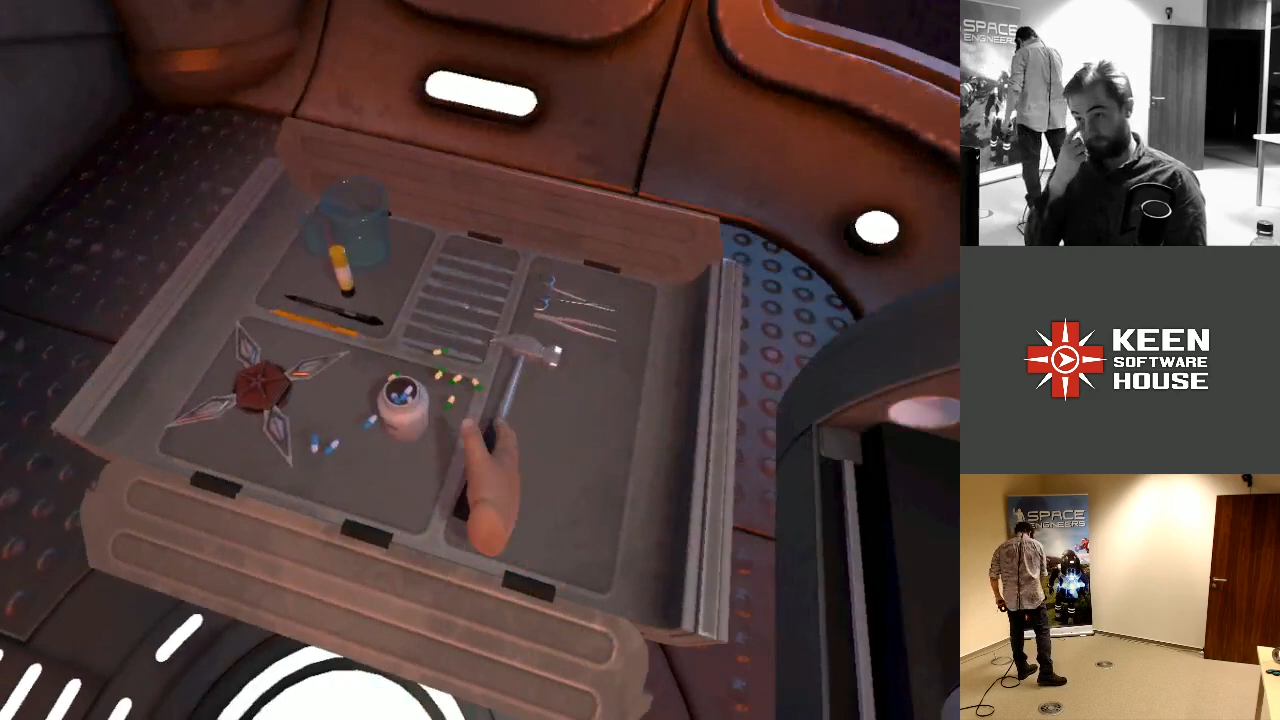 SPACE
ENGINEERS
KEEN
SOFTWARE
HOUSE
SPACE
ENGINEERS